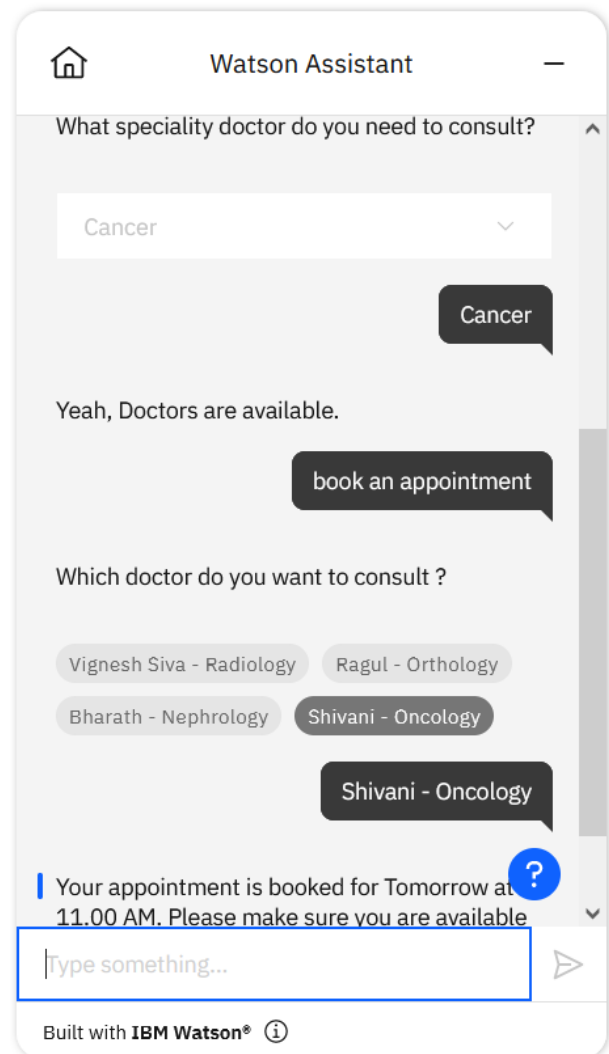 Watson Assistant
What speciality doctor do you need to consult?
Cancer
Cancer
Yeah, Doctors are available.
book an appointment
Which doctor do you want to consult ?
Vignesh Siva - Radiology
Ragul - Orthology
Bharath - Nephrology
Shivani - Oncology
Shivani - Oncology
?
Your appointment is booked for Tomorrow at
11.00 AM. Please make sure you are available
Type something...
Built with IBM Watson®